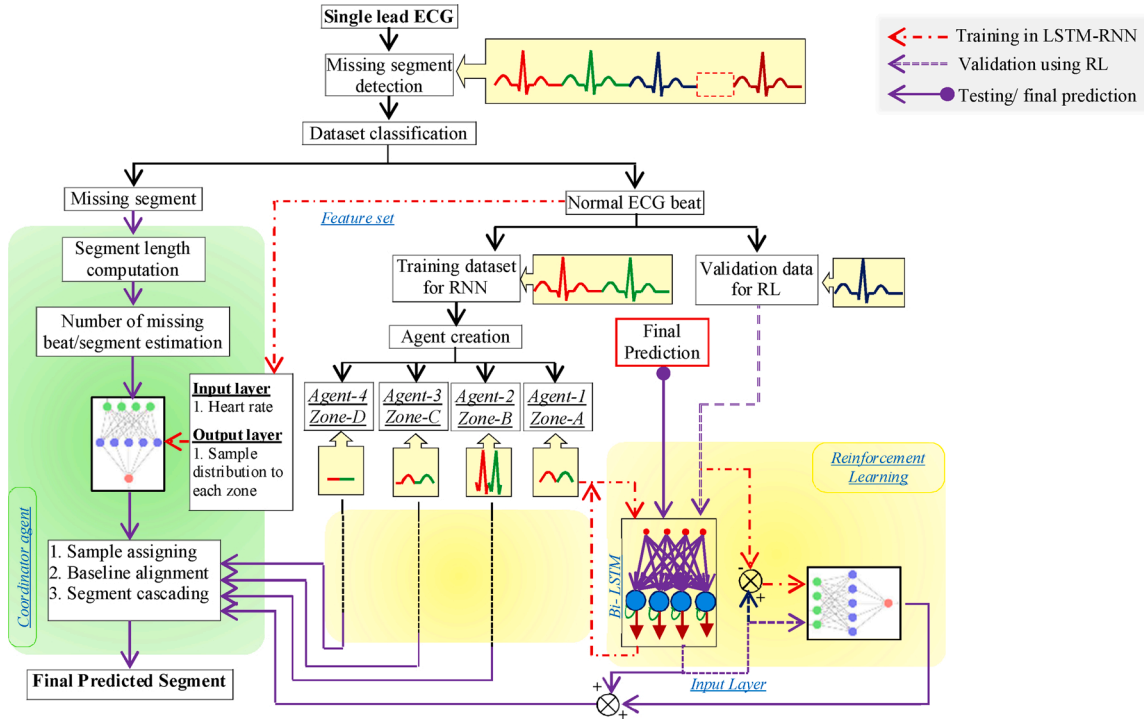 Single lead ECG
Missing segment
detection
Dataset classification
Training in LSTM-RNN
Validation using RL
Testing/ final prediction
Missing segment
Normal ECG beat
Feature set
Segment length
computation
Training dataset
for RNN
Validation data
for RL
Number of missing
beat/segment estimation
Agent creation
Final
Prediction
Input layer
1. Heart rate
Output layer
1. Sample
distribution to
each zone
Agent-4
Zone-D
Agent-3
Zone-C
Agent-2
Zone-B
Agent-1
Zone-A
Reinforcement
Learning
Coordinator agent
1. Sample assigning
2. Baseline alignment
3. Segment cascading
Bi- LSTM
-
+
Input Layer
Final Predicted Segment
+
+